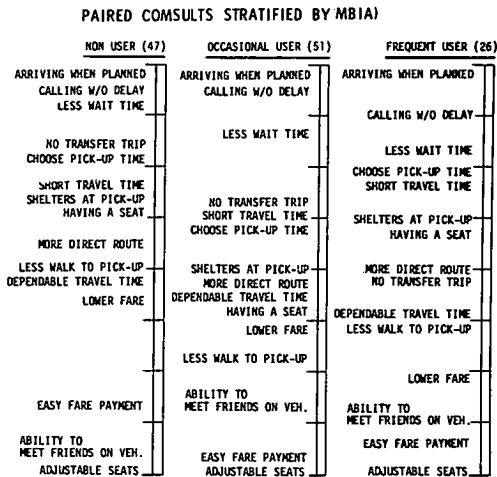 PAIRED COMSULTS STRATIFIED BY MBIA)
NON USER (47)
ARRIVING WHEN PLANNED
CALLING W/O DELAY
LESS WAIT TIME
NO TRANSFER TRIP
CHOOSE PICK-UP TIME
SHORT TRAVEL TIME
SHELTERS AT PICK-UP
HAVING A SEAT
MORE DIRECT ROUTE
LESS WALK TO PICK-UP
DEPENDABLE TRAVEL TIME
LOWER FARE
EASY FARE PAYMENT
ABILITY TO
MEET FRIENDS ON VEH.
ADJUSTABLE SEATS
OCCASIONAL USER (51)
ARRIVING WHEN PLANNED
CALLING W/O DELAY
LESS WAIT TIME
NO TRANSFER TRIP
SHORT TRAVEL TIME
CHOOSE PICK-UP TIME
SHELTERS AT PICK-UP
MORE DIRECT ROUTE
DEPENDABLE TRAVEL TIME
HAVING A SEAT
LOWER FARE
LESS WALK TO PICK-UP
ABILITY TO
MEET FRIENDS ON VEH.
EASY FARE PAYMENT
ADJUSTABLE SEATS
FREQUENT USER (26)
ARRIVING WHEN PLANNED
CALLING W/O DELAY
LESS WAIT TIME
CHOOSE PICK-UP TIME
SHORT TRAVEL TIME
SHELTERS AT PICK-UP
HAVING A SEAT
MORE DIRECT ROUTE
NO TRANSFER TRIP
DEPENDABLE TRAVEL TIME
LESS WALK TO PICK-UP
LOWER FARE
ABILITY TO
MEET FRIENDS ON VEH.
EASY FARE PAYMENT
ADJUSTABLE SEATS